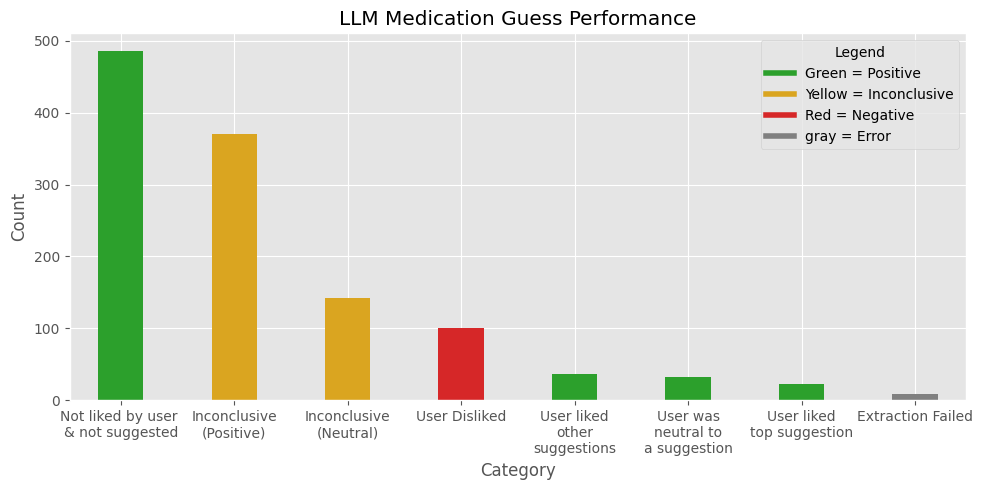 LLM Medication Guess Performance
Legend
Green = Positive
Yellow = Inconclusive
Red = Negative
gray = Error
500
400
300
200
100
0
Count
Not liked by user
& not suggested
Inconclusive
(Positive)
Inconclusive
(Neutral)
User Disliked
User liked
other
suggestions
User was
neutral to
a suggestion
User liked
top suggestion
Extraction Failed
Category